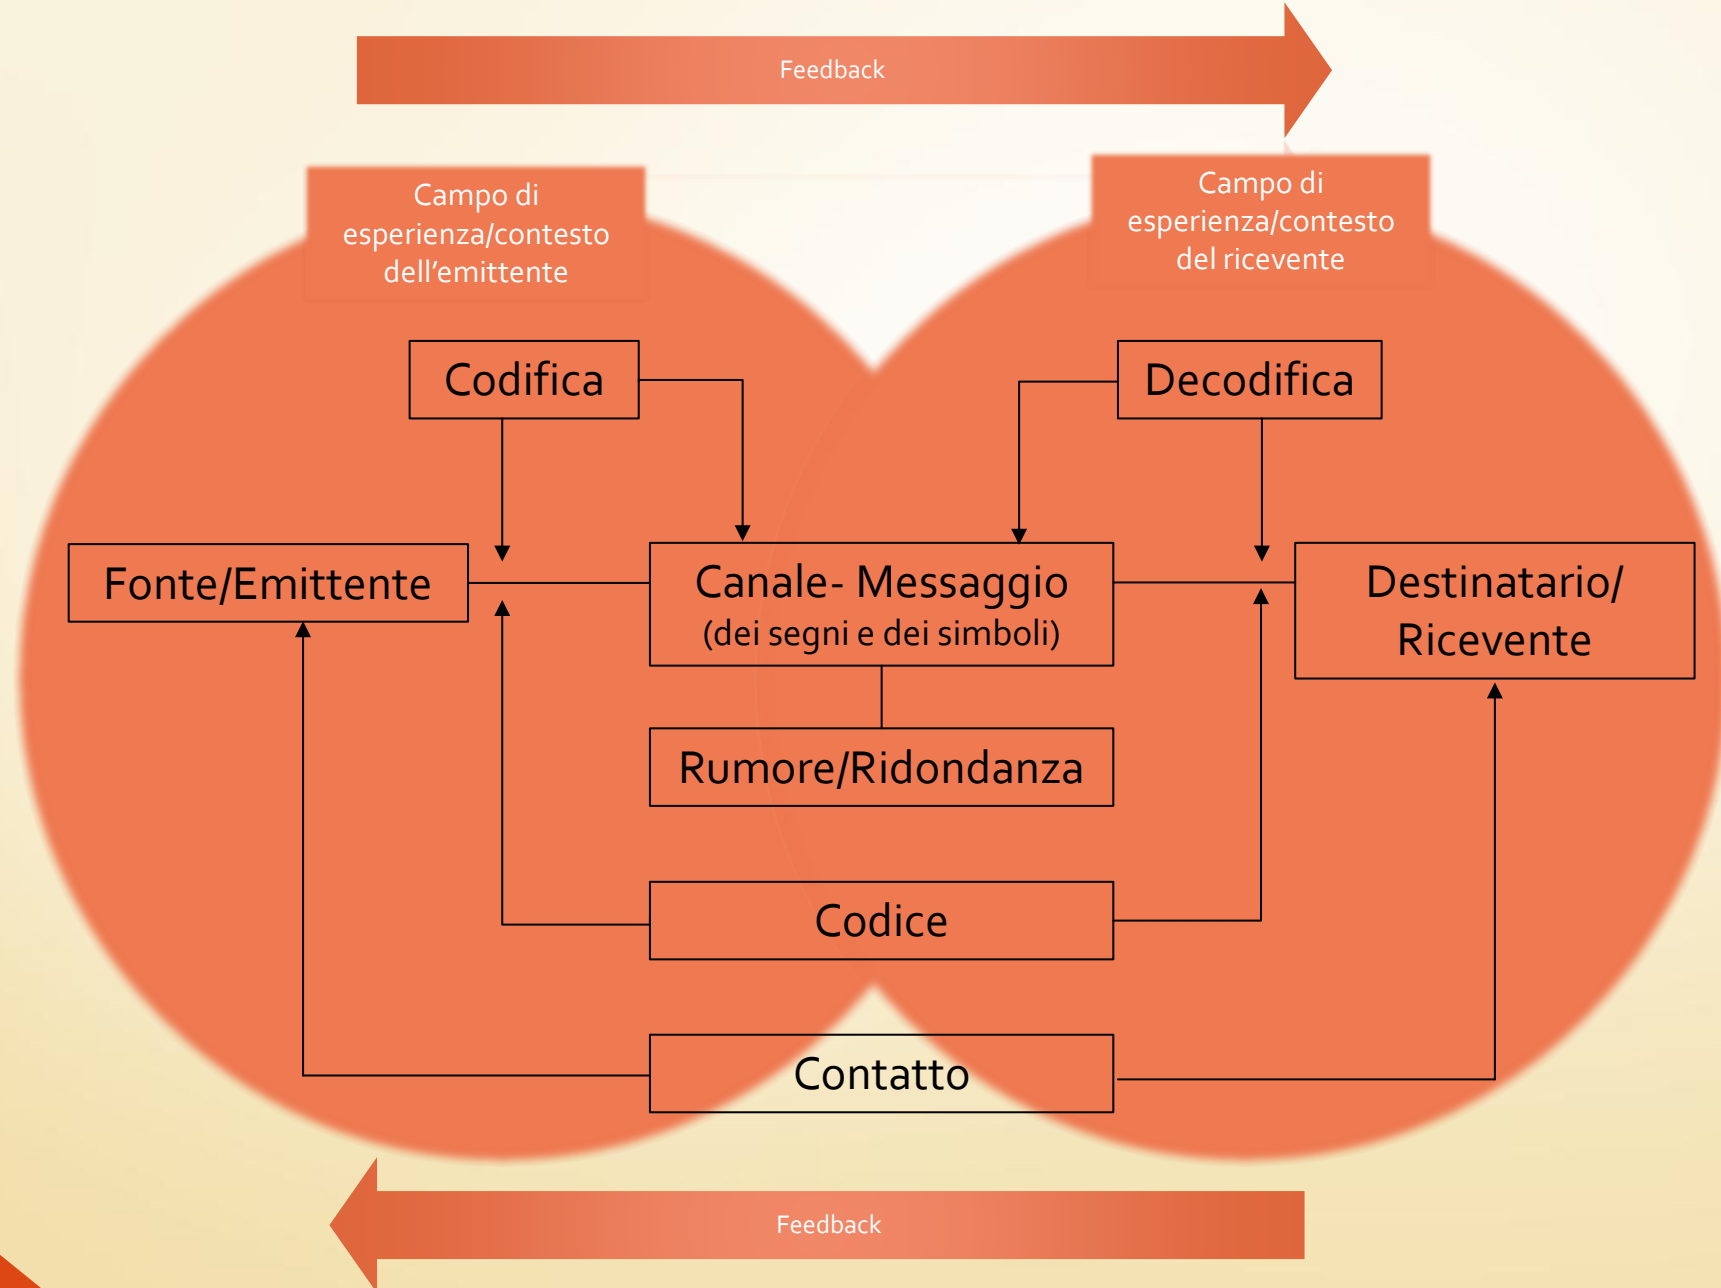 Feedback
Campo di
esperienza/contesto
dell’emittente
Campo di
esperienza/contesto
del ricevente
Codifica
Decodifica
Fonte/Emittente
Canale- Messaggio
(dei segni e dei simboli)
Destinatario/
Ricevente
Rumore/Ridondanza
Codice
Contatto
Feedback